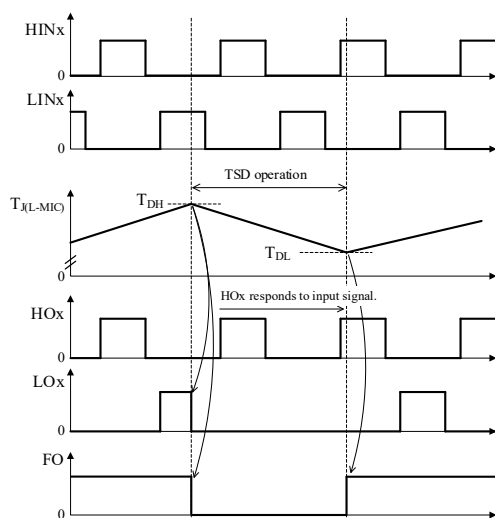 HINx
0
LINx
0
TSD operation
TJ(L-MIC)
TDH
TDL
0
HOx responds to input signal.
HOx
0
LOx
0
FO
0